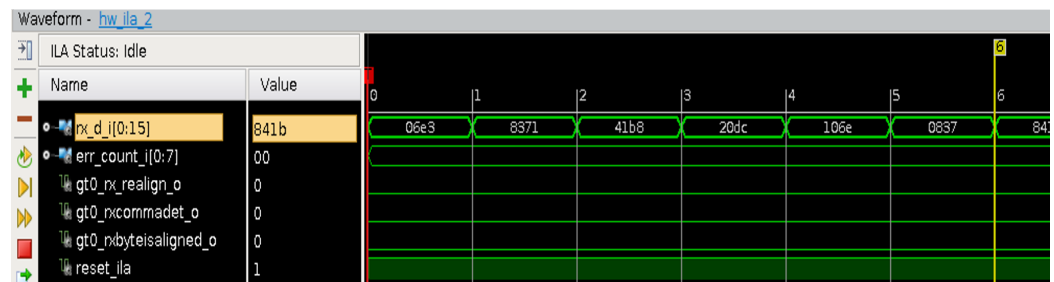 Waveform - hw_ila_2
ILA Status: Idle
Name Value
6
0 1 2 3 4 5 6
rx_d_i[0:15] 841b 06e3 8371 41b8 20dc 106e 0837 841
err_count_i[0:7] 00
gt0_rx_realign_o 0
gt0_rxcommadet_o 0
gt0_rxbyteisaligned_o 0
reset_ila 1